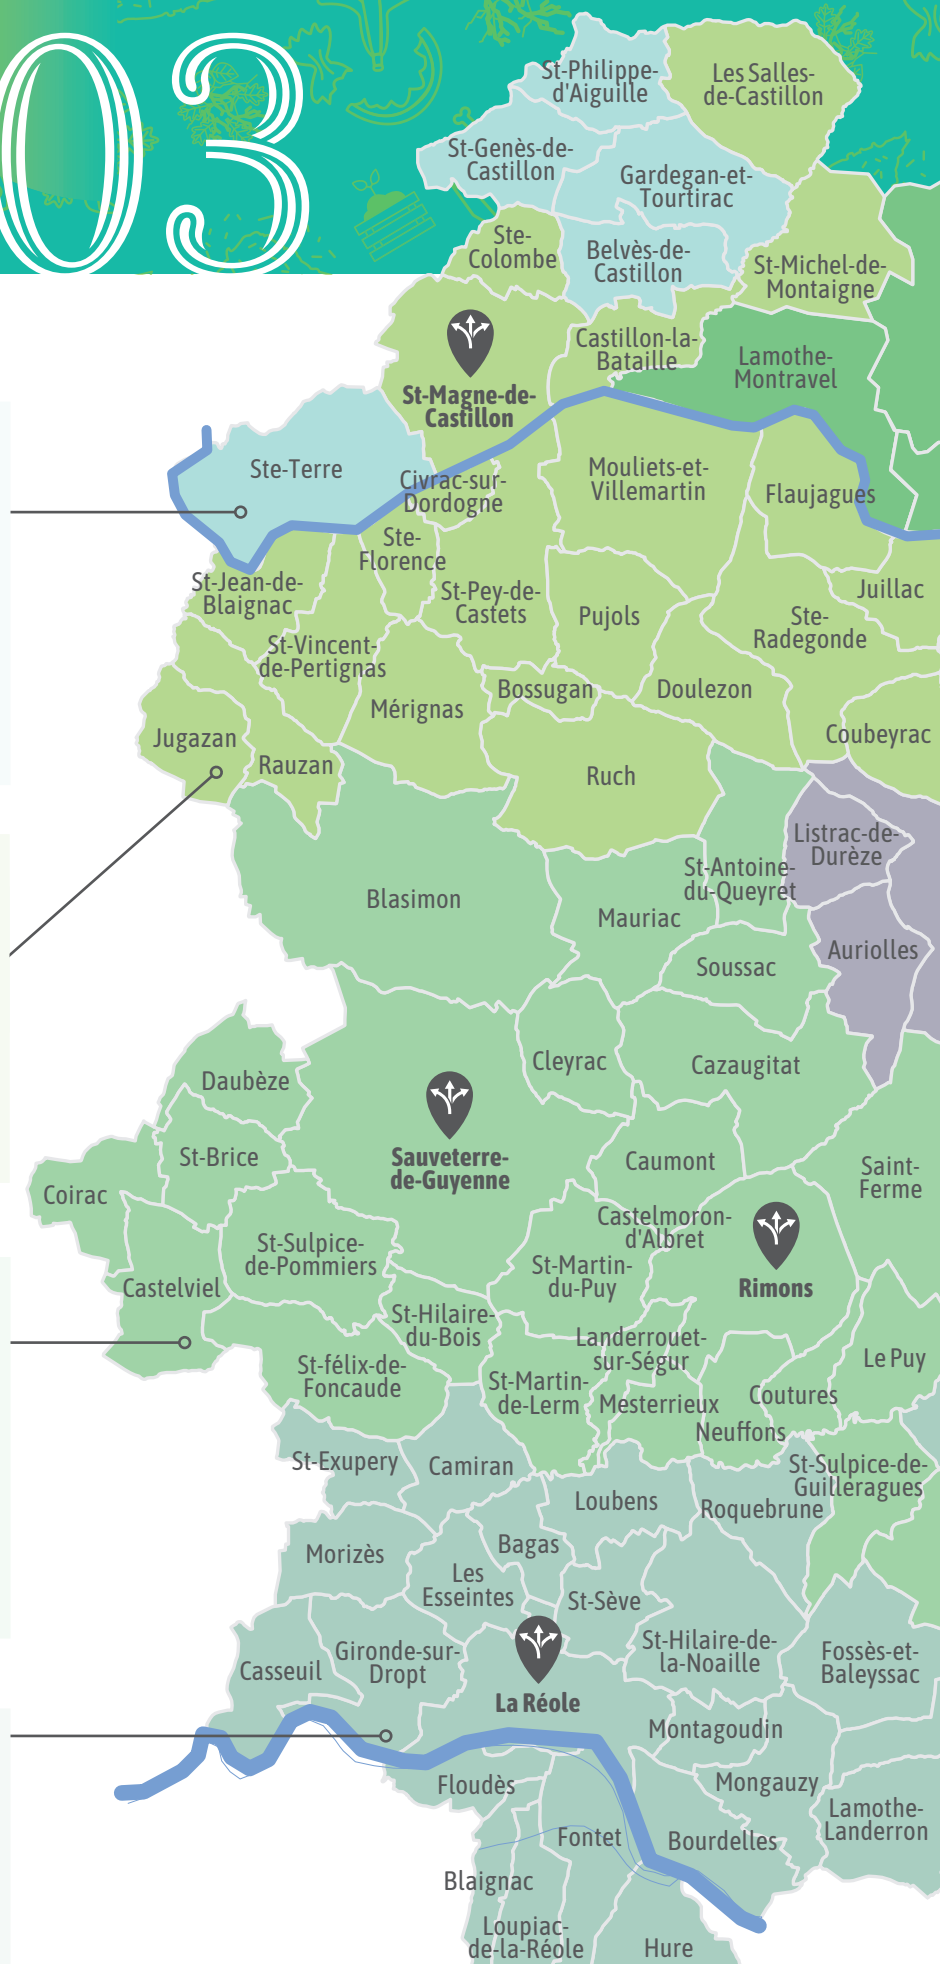 03
St-Philippe-
d'Aiguille
Les Salles-
de-Castillon
St-Genès-de-
Castillon
Gardegan-et-
Tourtirac
Ste-
Colombe
Belvès-de-
Castillon
St-Michel-de-
Montaigne
Castillon-la-
Bataille
Lamothe-
Montravel
St-Magne-de-
Castillon
Ste-Terre
Civrac-sur-
Dordogne
Mouliets-et-
Villemartin
Flaujagues
Ste-
Florence
St-Jean-de-
Blaignac
St-Pey-de-
Castets
Pujols
Juillac
Ste-
Radegonde
St-Vincent-
de-Pertignas
Bossugan
Doulezon
Mérignas
Jugazan
Rauzan
Ruch
Coubeyrac
Listrac-de-
Durèze
St-Antoine-
du-Queyret
Blasimon
Mauriac
Auriolles
Soussac
Cleyrac
Cazaugitat
Daubèze
Sauveterre-
de-Guyenne
St-Brice
Caumont
Saint-
Ferme
Coirac
Castelmoron-
d'Albret
St-Sulpice-
de-Pommiers
St-Martin-
du-Puy
Rimons
Castelviel
St-Hilaire-
du-Bois
Landerrouet-
sur-Ségur
Le Puy
St-félix-de-
Foncaude
St-Martin-
de-Lerm
Mesterrieux
Coutures
Neuffons
St-Exupery
Camiran
St-Sulpice-de-
Guilleragues
Loubens
Roquebrune
Morizès
Bagas
Les
Esseintes
St-Sève
Casseuil
Gironde-sur-
Dropt
St-Hilaire-de-
la-Noaille
Fossès-et-
Baleyssac
La Réole
Montagoudin
Floudès
Mongauzy
Lamothe-
Landerron
Fontet
Bourdelles
Blaignac
Loupiac-
de-la-Réole
Hure